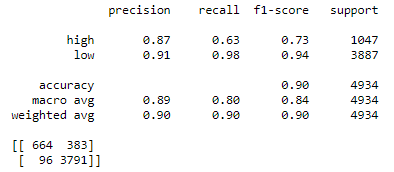 precision recall f1-score support
high 0.87 0.63 0.73 1047
low 0.91 0.98 0.94 3887
accuracy 0.90 4934
macro avg 0.89 0.80 0.84 4934
weighted avg 0.90 0.90 0.90 4934
[[ 664 383]
[ 96 3791]]